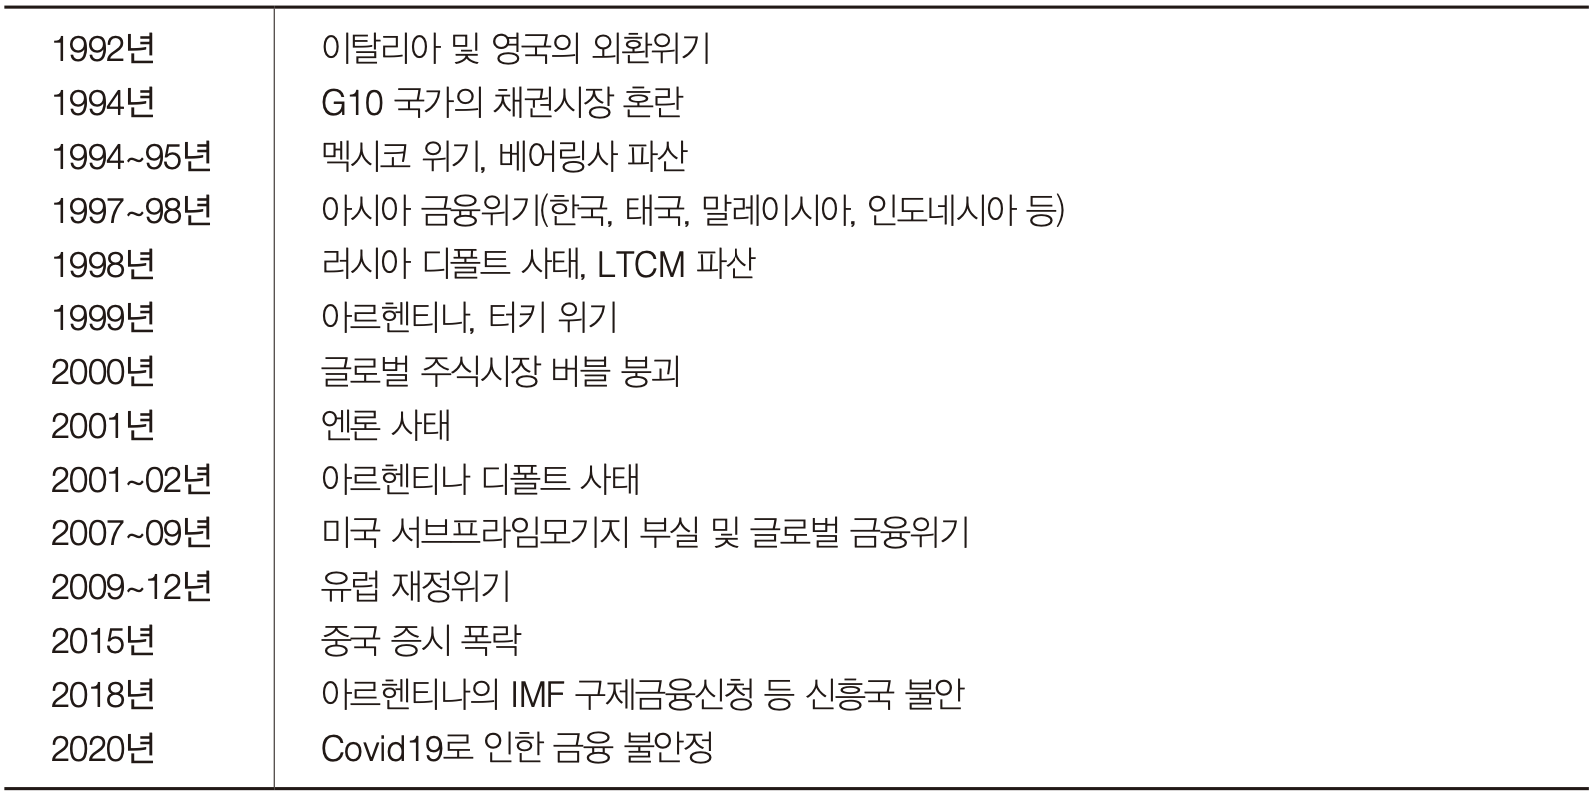 1992년 이탈리아 및 영국의 외환위기
1994년 G10 국가의 채권시장 혼란
1994~95년 멕시코 위기, 베어링사 파산
1997~98년 아시아 금융위기(한국, 태국, 말레이시아, 인도네시아 등)
1998년 러시아 디폴트 사태, LTCM 파산
1999년 아르헨티나, 터키 위기
2000년 글로벌 주식시장 버블 붕괴
2001년 엔론 사태
2001~02년 아르헨티나 디폴트 사태
2007~09년 미국 서브프라임모기지 부실 및 글로벌 금융위기
2009~12년 유럽 재정위기
2015년 중국 증시 폭락
2018년 아르헨티나의 IMF 구제금융신청 등 신흥국 불안
2020년 Covid19로 인한 금융 불안정